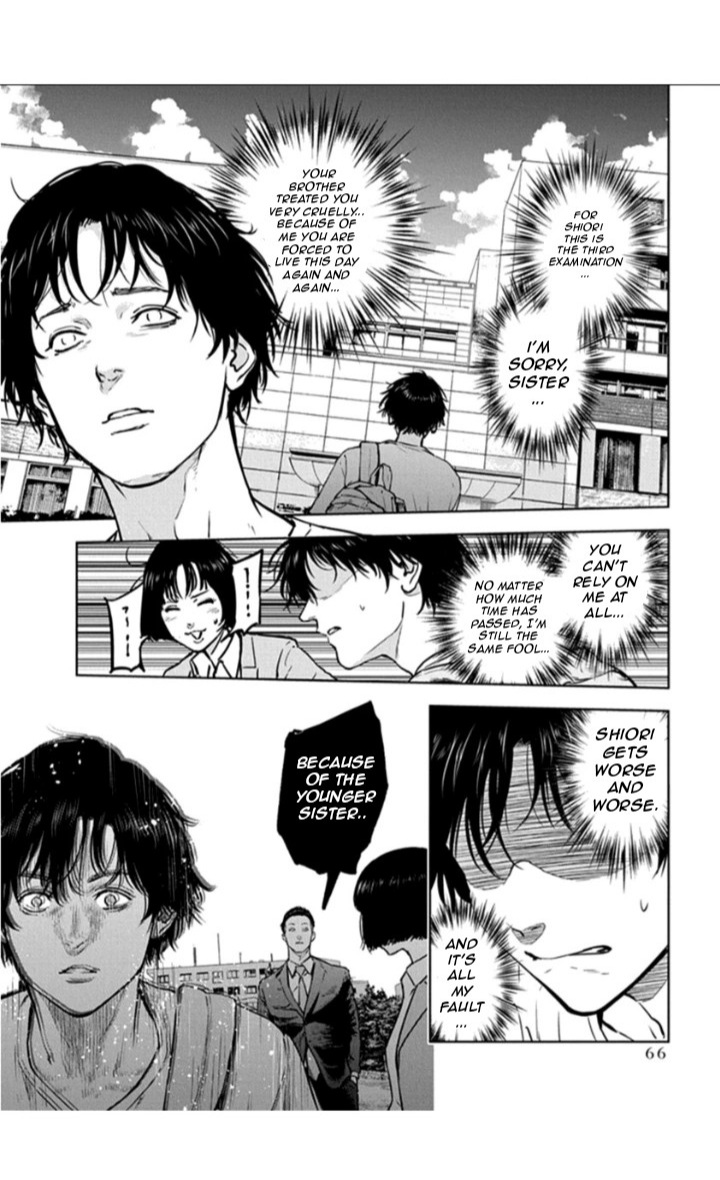 FOR
SHIORI
THIS IS
THE THIRD
EXAMINATION
...
I'M
SORRY,
SISTER
...
YOUR
BROTHER
TREATED YOU
VERY CRUELLY...
BECAUSE OF
ME YOU ARE
FORCED TO
LIVE THIS DAY
AGAIN AND
AGAIN...
YOU
CAN'T
RELY ON
ME AT
ALL...
NO MATTER
HOW MUCH
TIME HAS
PASSED, I'M
STILL THE
SAME FOOL...
SHIORI
GETS
WORSE
AND
WORSE.
AND
IT'S
ALL
MY
FAULT
...
BECAUSE
OF THE
YOUNGER
SISTER..
66